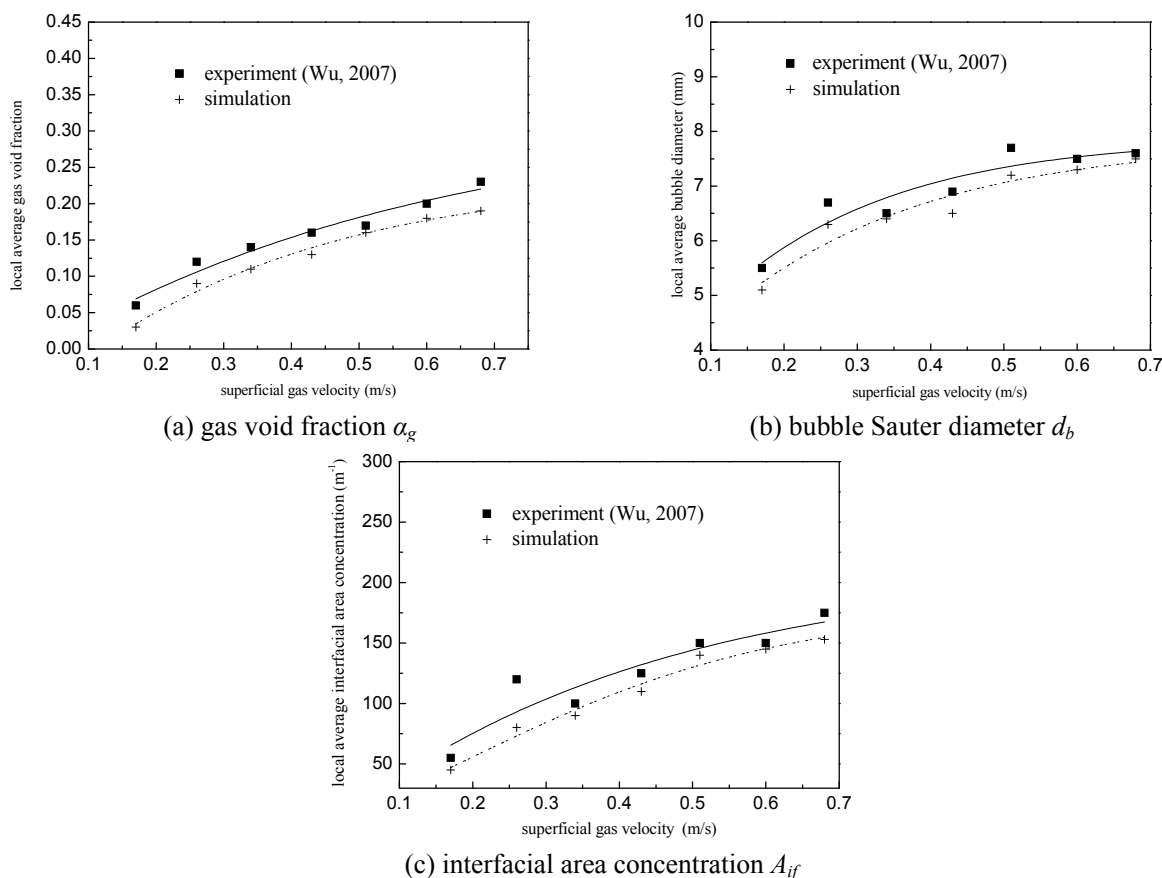 0.45
0.40
0.35
0.30
0.25
0.20
0.15
0.10
0.05
0.00
local average gas void fraction
experiment (Wu, 2007)
simulation
0.1 0.2 0.3 0.4 0.5 0.6 0.7
superficial gas velocity (m/s)
(a) gas void fraction αg
10
9
8
7
6
5
4
local average bubble diameter (mm)
experiment (Wu, 2007)
simulation
0.1 0.2 0.3 0.4 0.5 0.6 0.7
superficial gas velocity (m/s)
(b) bubble Sauter diameter db
300
250
200
150
100
50
local average interfacial area concentration (m⁻¹)
experiment (Wu, 2007)
simulation
0.1 0.2 0.3 0.4 0.5 0.6 0.7
superficial gas velocity (m/s)
(c) interfacial area concentration Aif